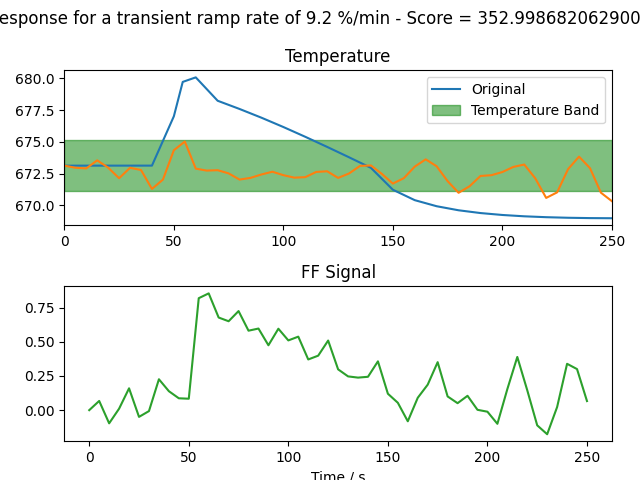 esponse for a transient ramp rate of 9.2 %/min - Score = 352.998682062900
Temperature
680.0
677.5
675.0
672.5
670.0
Original
Temperature Band
0 50 100 150 200 250
FF Signal
0.75
0.50
0.25
0.00
0 50 100 150 200 250
Time / s